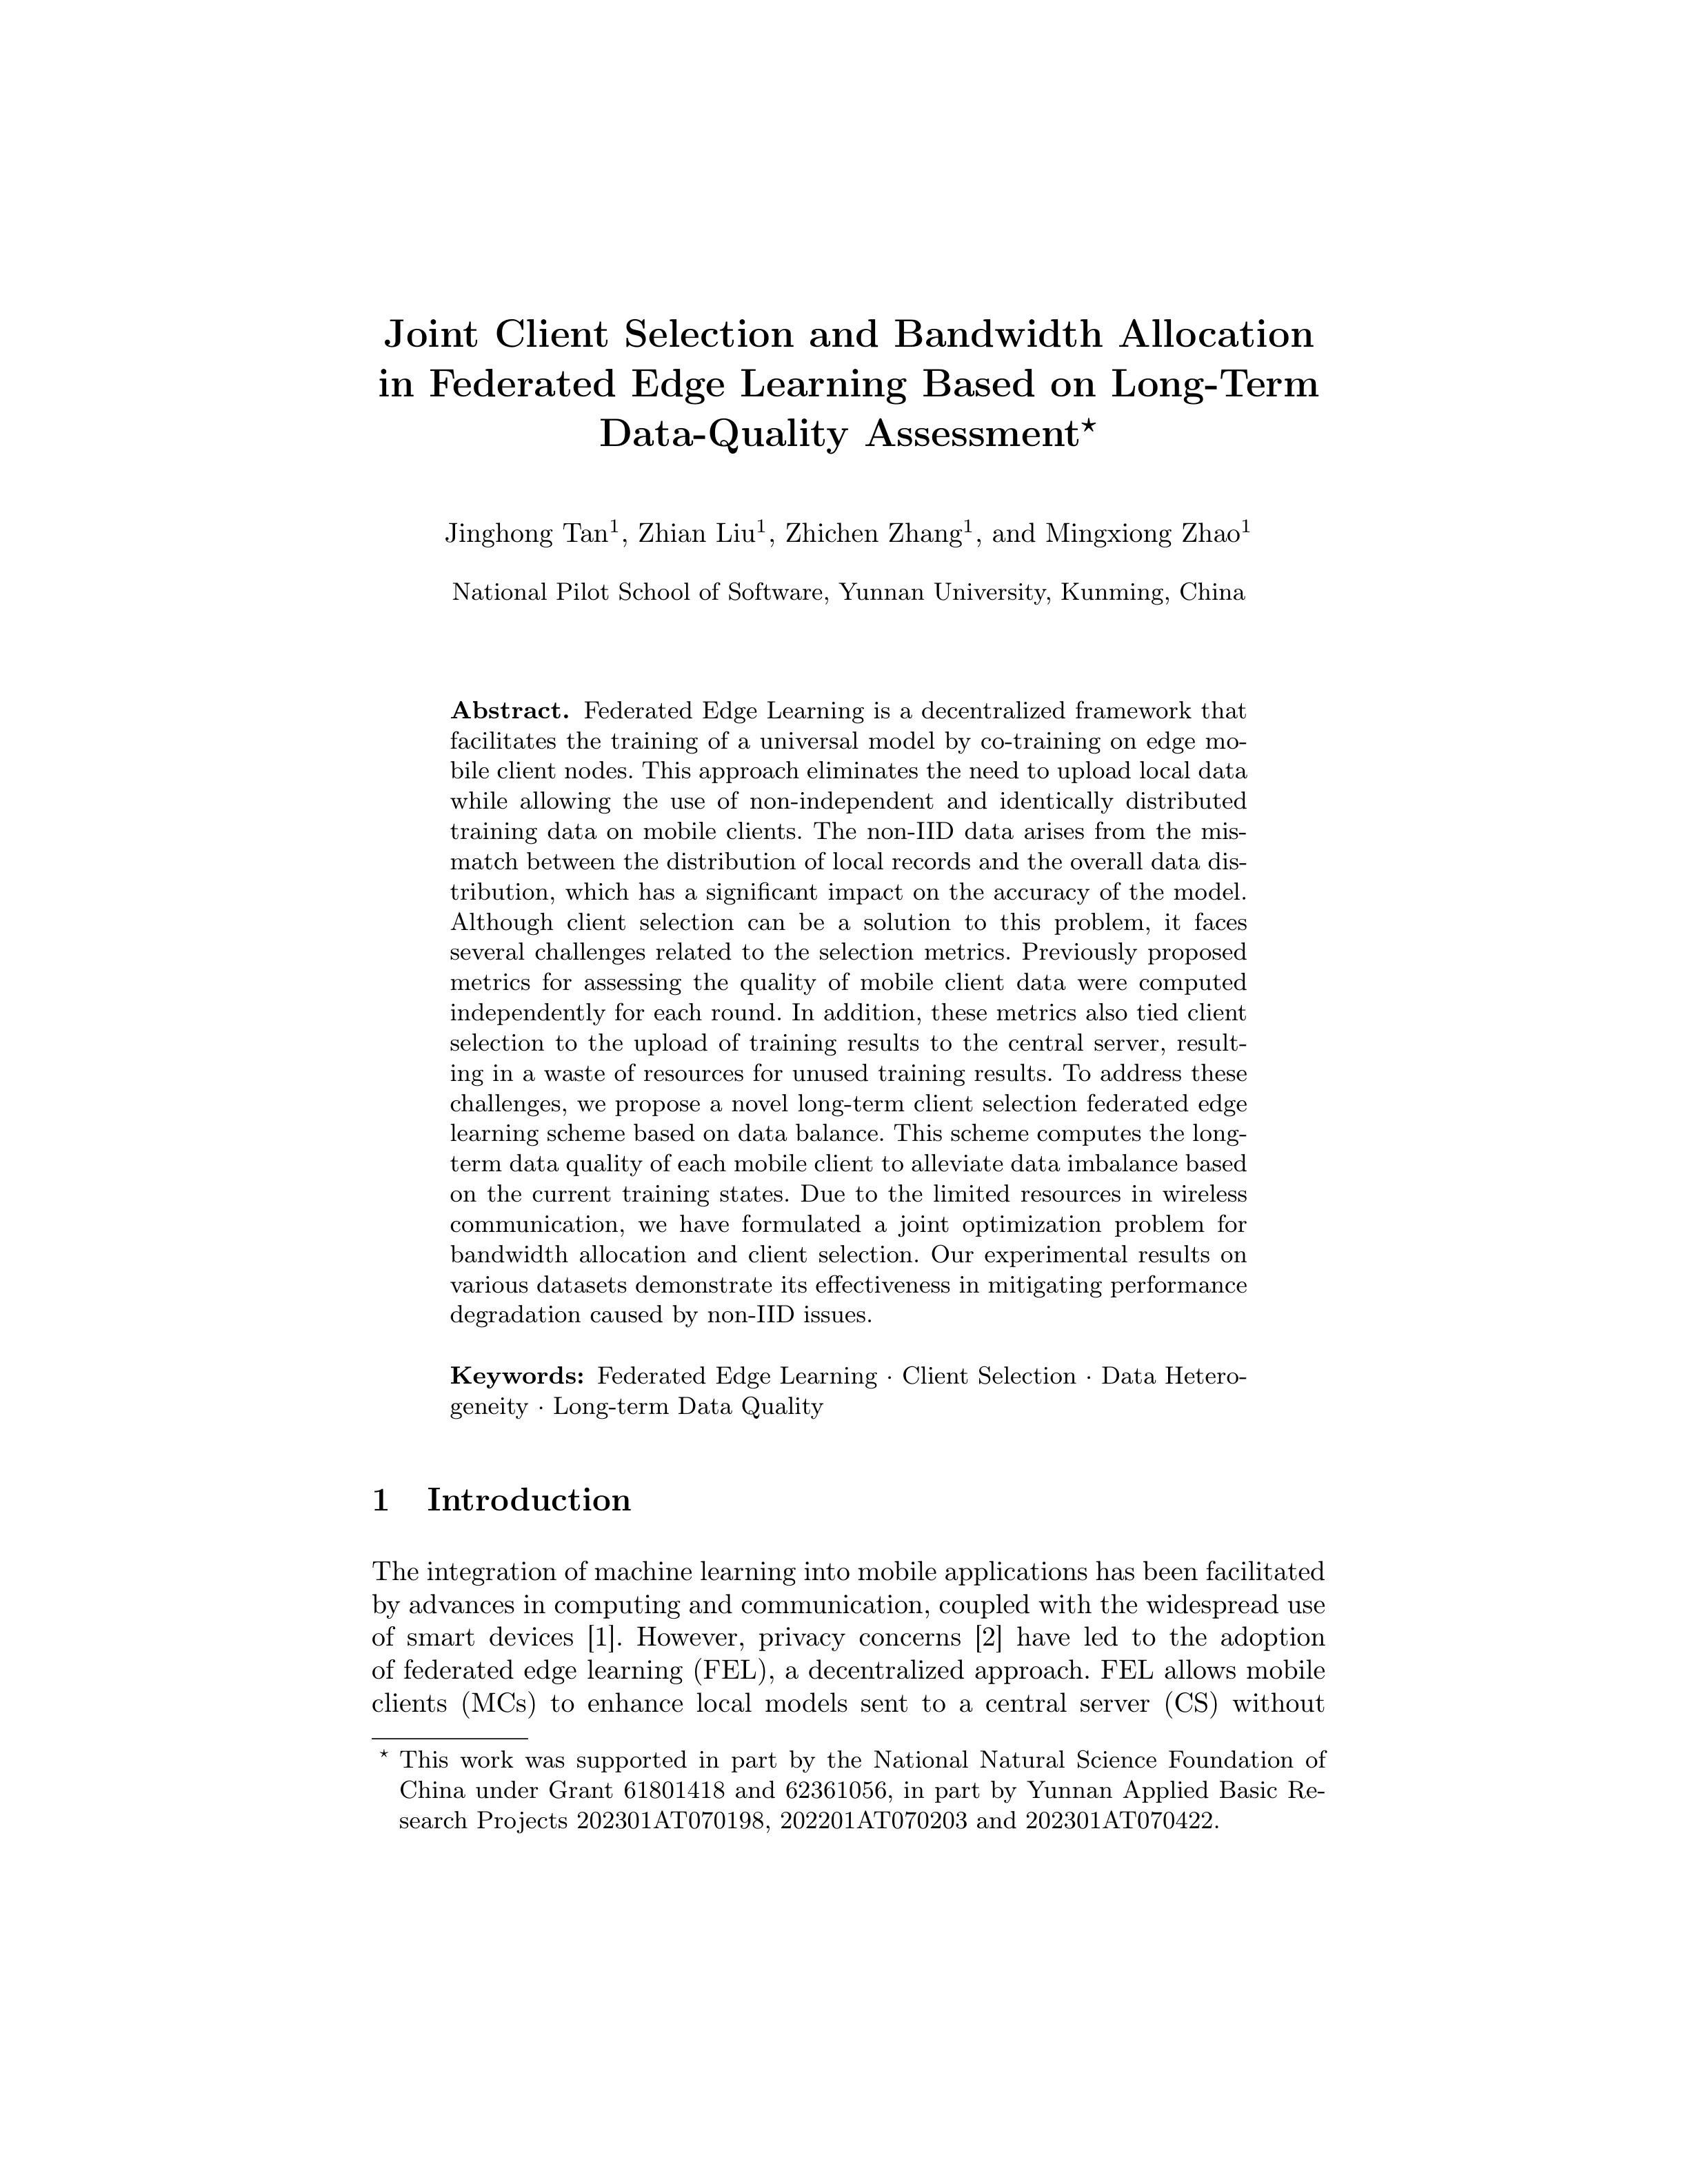 Joint Client Selection and Bandwidth Allocation
in Federated Edge Learning Based on Long-Term
Data-Quality Assessment⋆
Jinghong Tan¹, Zhian Liu¹, Zhichen Zhang¹, and Mingxiong Zhao¹
National Pilot School of Software, Yunnan University, Kunming, China
Abstract. Federated Edge Learning is a decentralized framework that
facilitates the training of a universal model by co-training on edge mo-
bile client nodes. This approach eliminates the need to upload local data
while allowing the use of non-independent and identically distributed
training data on mobile clients. The non-IID data arises from the mis-
match between the distribution of local records and the overall data dis-
tribution, which has a significant impact on the accuracy of the model.
Although client selection can be a solution to this problem, it faces
several challenges related to the selection metrics. Previously proposed
metrics for assessing the quality of mobile client data were computed
independently for each round. In addition, these metrics also tied client
selection to the upload of training results to the central server, result-
ing in a waste of resources for unused training results. To address these
challenges, we propose a novel long-term client selection federated edge
learning scheme based on data balance. This scheme computes the long-
term data quality of each mobile client to alleviate data imbalance based
on the current training states. Due to the limited resources in wireless
communication, we have formulated a joint optimization problem for
bandwidth allocation and client selection. Our experimental results on
various datasets demonstrate its effectiveness in mitigating performance
degradation caused by non-IID issues.
Keywords: Federated Edge Learning · Client Selection · Data Hetero-
geneity · Long-term Data Quality
1 Introduction
The integration of machine learning into mobile applications has been facilitated
by advances in computing and communication, coupled with the widespread use
of smart devices [1]. However, privacy concerns [2] have led to the adoption
of federated edge learning (FEL), a decentralized approach. FEL allows mobile
clients (MCs) to enhance local models sent to a central server (CS) without
⋆ This work was supported in part by the National Natural Science Foundation of
China under Grant 61801418 and 62361056, in part by Yunnan Applied Basic Re-
search Projects 202301AT070198, 202201AT070203 and 202301AT070422.